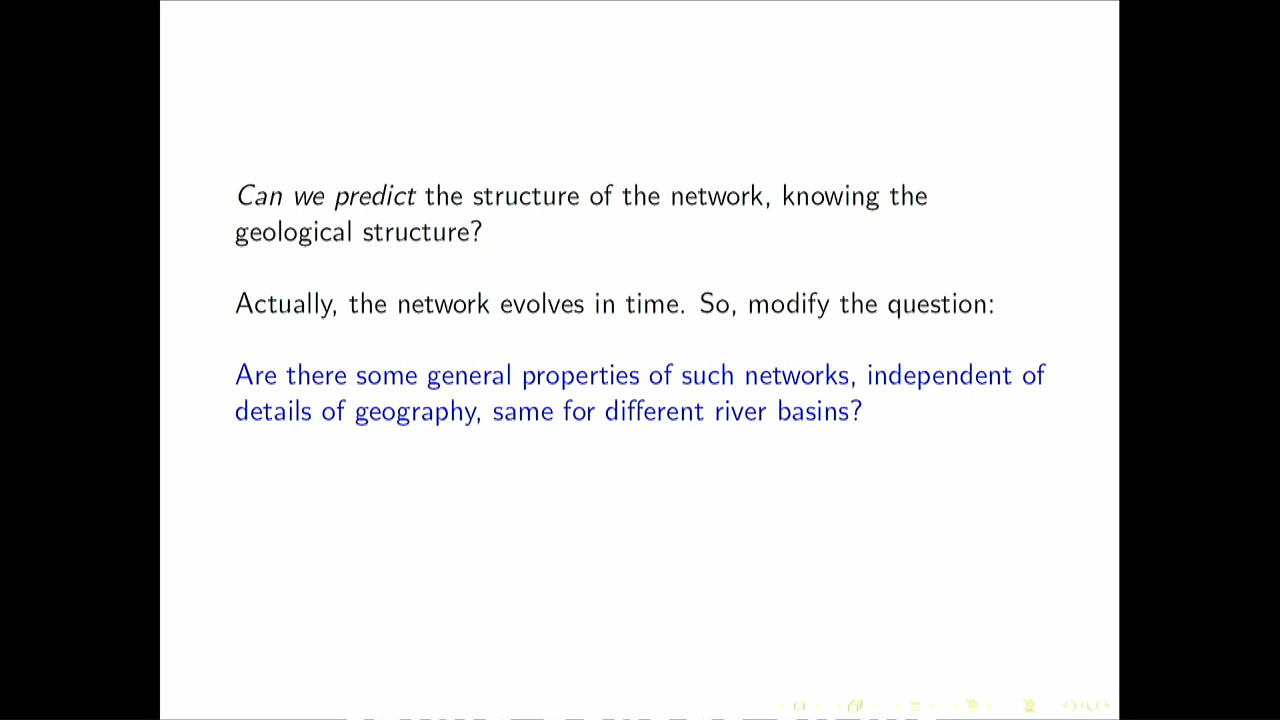 Can we predict the structure of the network, knowing the
geological structure?
Actually, the network evolves in time. So, modify the question:
Are there some general properties of such networks, independent of
details of geography, same for different river basins?